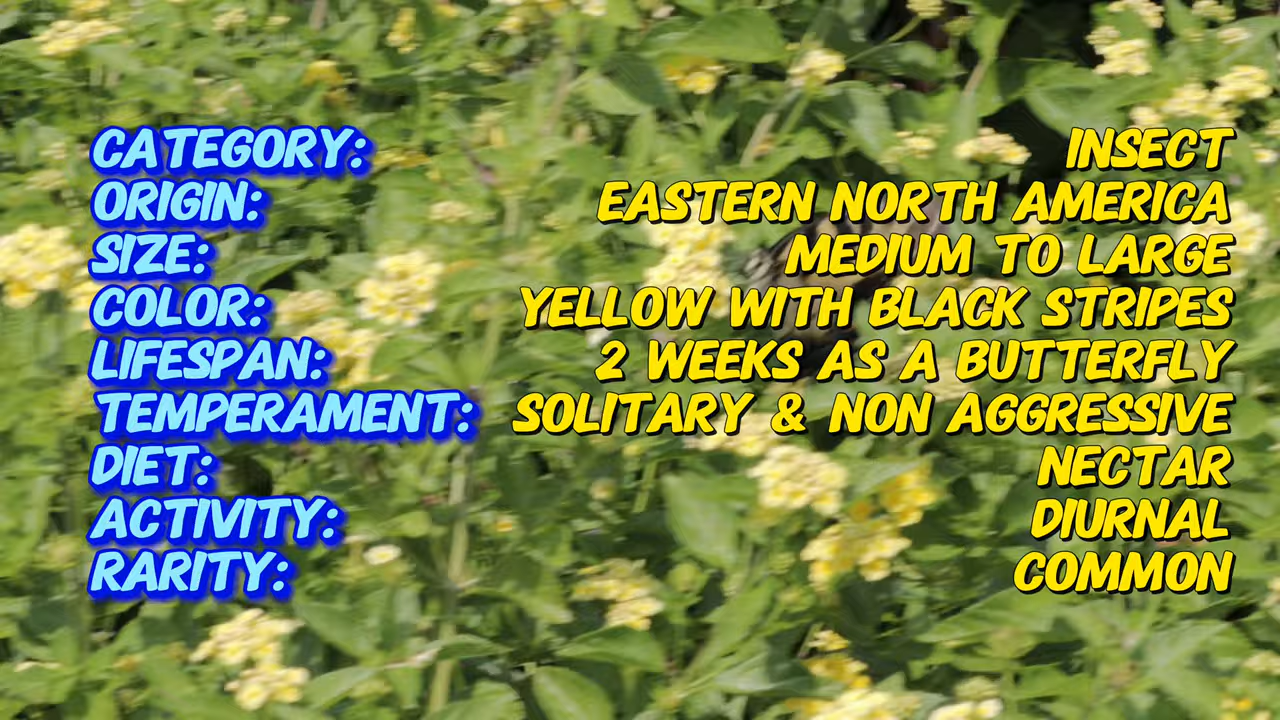 CATEGORY: INSECT
ORIGIN: EASTERN NORTH AMERICA
SIZE: MEDIUM TO LARGE
COLOR: YELLOW WITH BLACK STRIPES
LIFESPAN: 2 WEEKS AS A BUTTERFLY
TEMPERAMENT: SOLITARY & NON AGGRESSIVE
DIET: NECTAR
ACTIVITY: DIURNAL
RARITY: COMMON